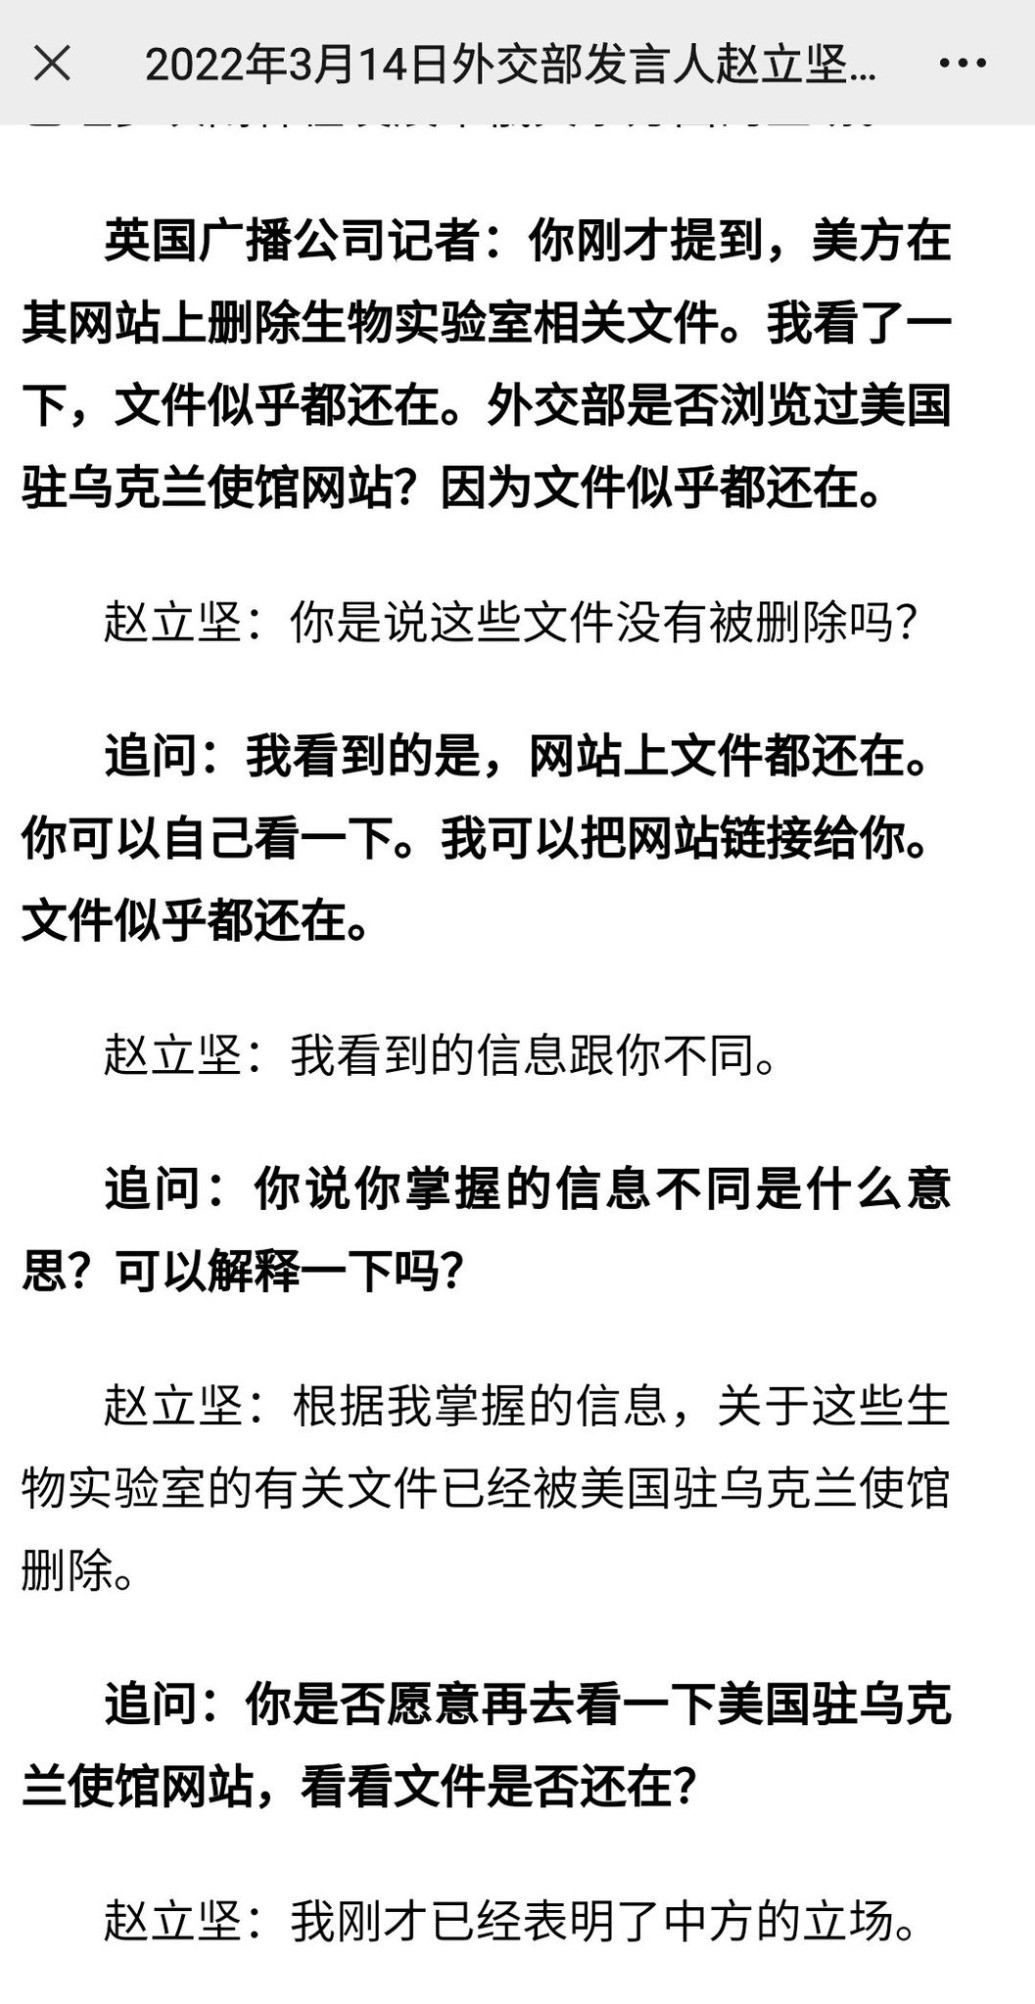 2022年3月14日外交部发言人赵立坚...
英国广播公司记者：你刚才提到，美方在
其网站上删除生物实验室相关文件。我看了一
下，文件似乎都还在。外交部是否浏览过美国
驻乌克兰使馆网站？因为文件似乎都还在。
赵立坚：你是说这些文件没有被删除吗？
追问：我看到的是，网站上文件都还在。
你可以自己看一下。我可以把网站链接给你。
文件似乎都还在。
赵立坚：我看到的信息跟你不同。
追问：你说你掌握的信息不同是什么意
思？可以解释一下吗？
赵立坚：根据我掌握的信息，关于这些生
物实验室的有关文件已经被美国驻乌克兰使馆
删除。
追问：你是否愿意再去看一下美国驻乌克
兰使馆网站，看看文件是否还在？
赵立坚：我刚才已经表明了中方的立场。